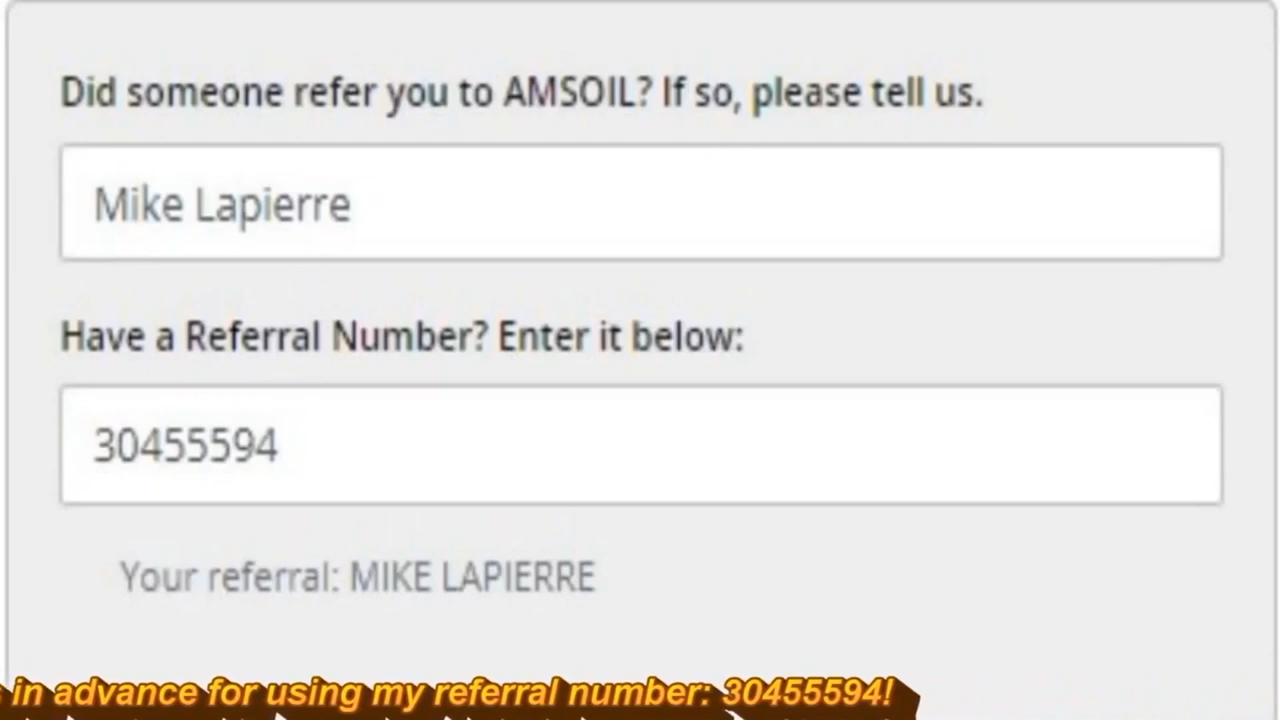 Did someone refer you to AMSOIL? If so, please tell us.
Mike Lapierre
Have a Referral Number? Enter it below:
30455594
Your referral: MIKE LAPIERRE
in advance for using my referral number: 30455594!